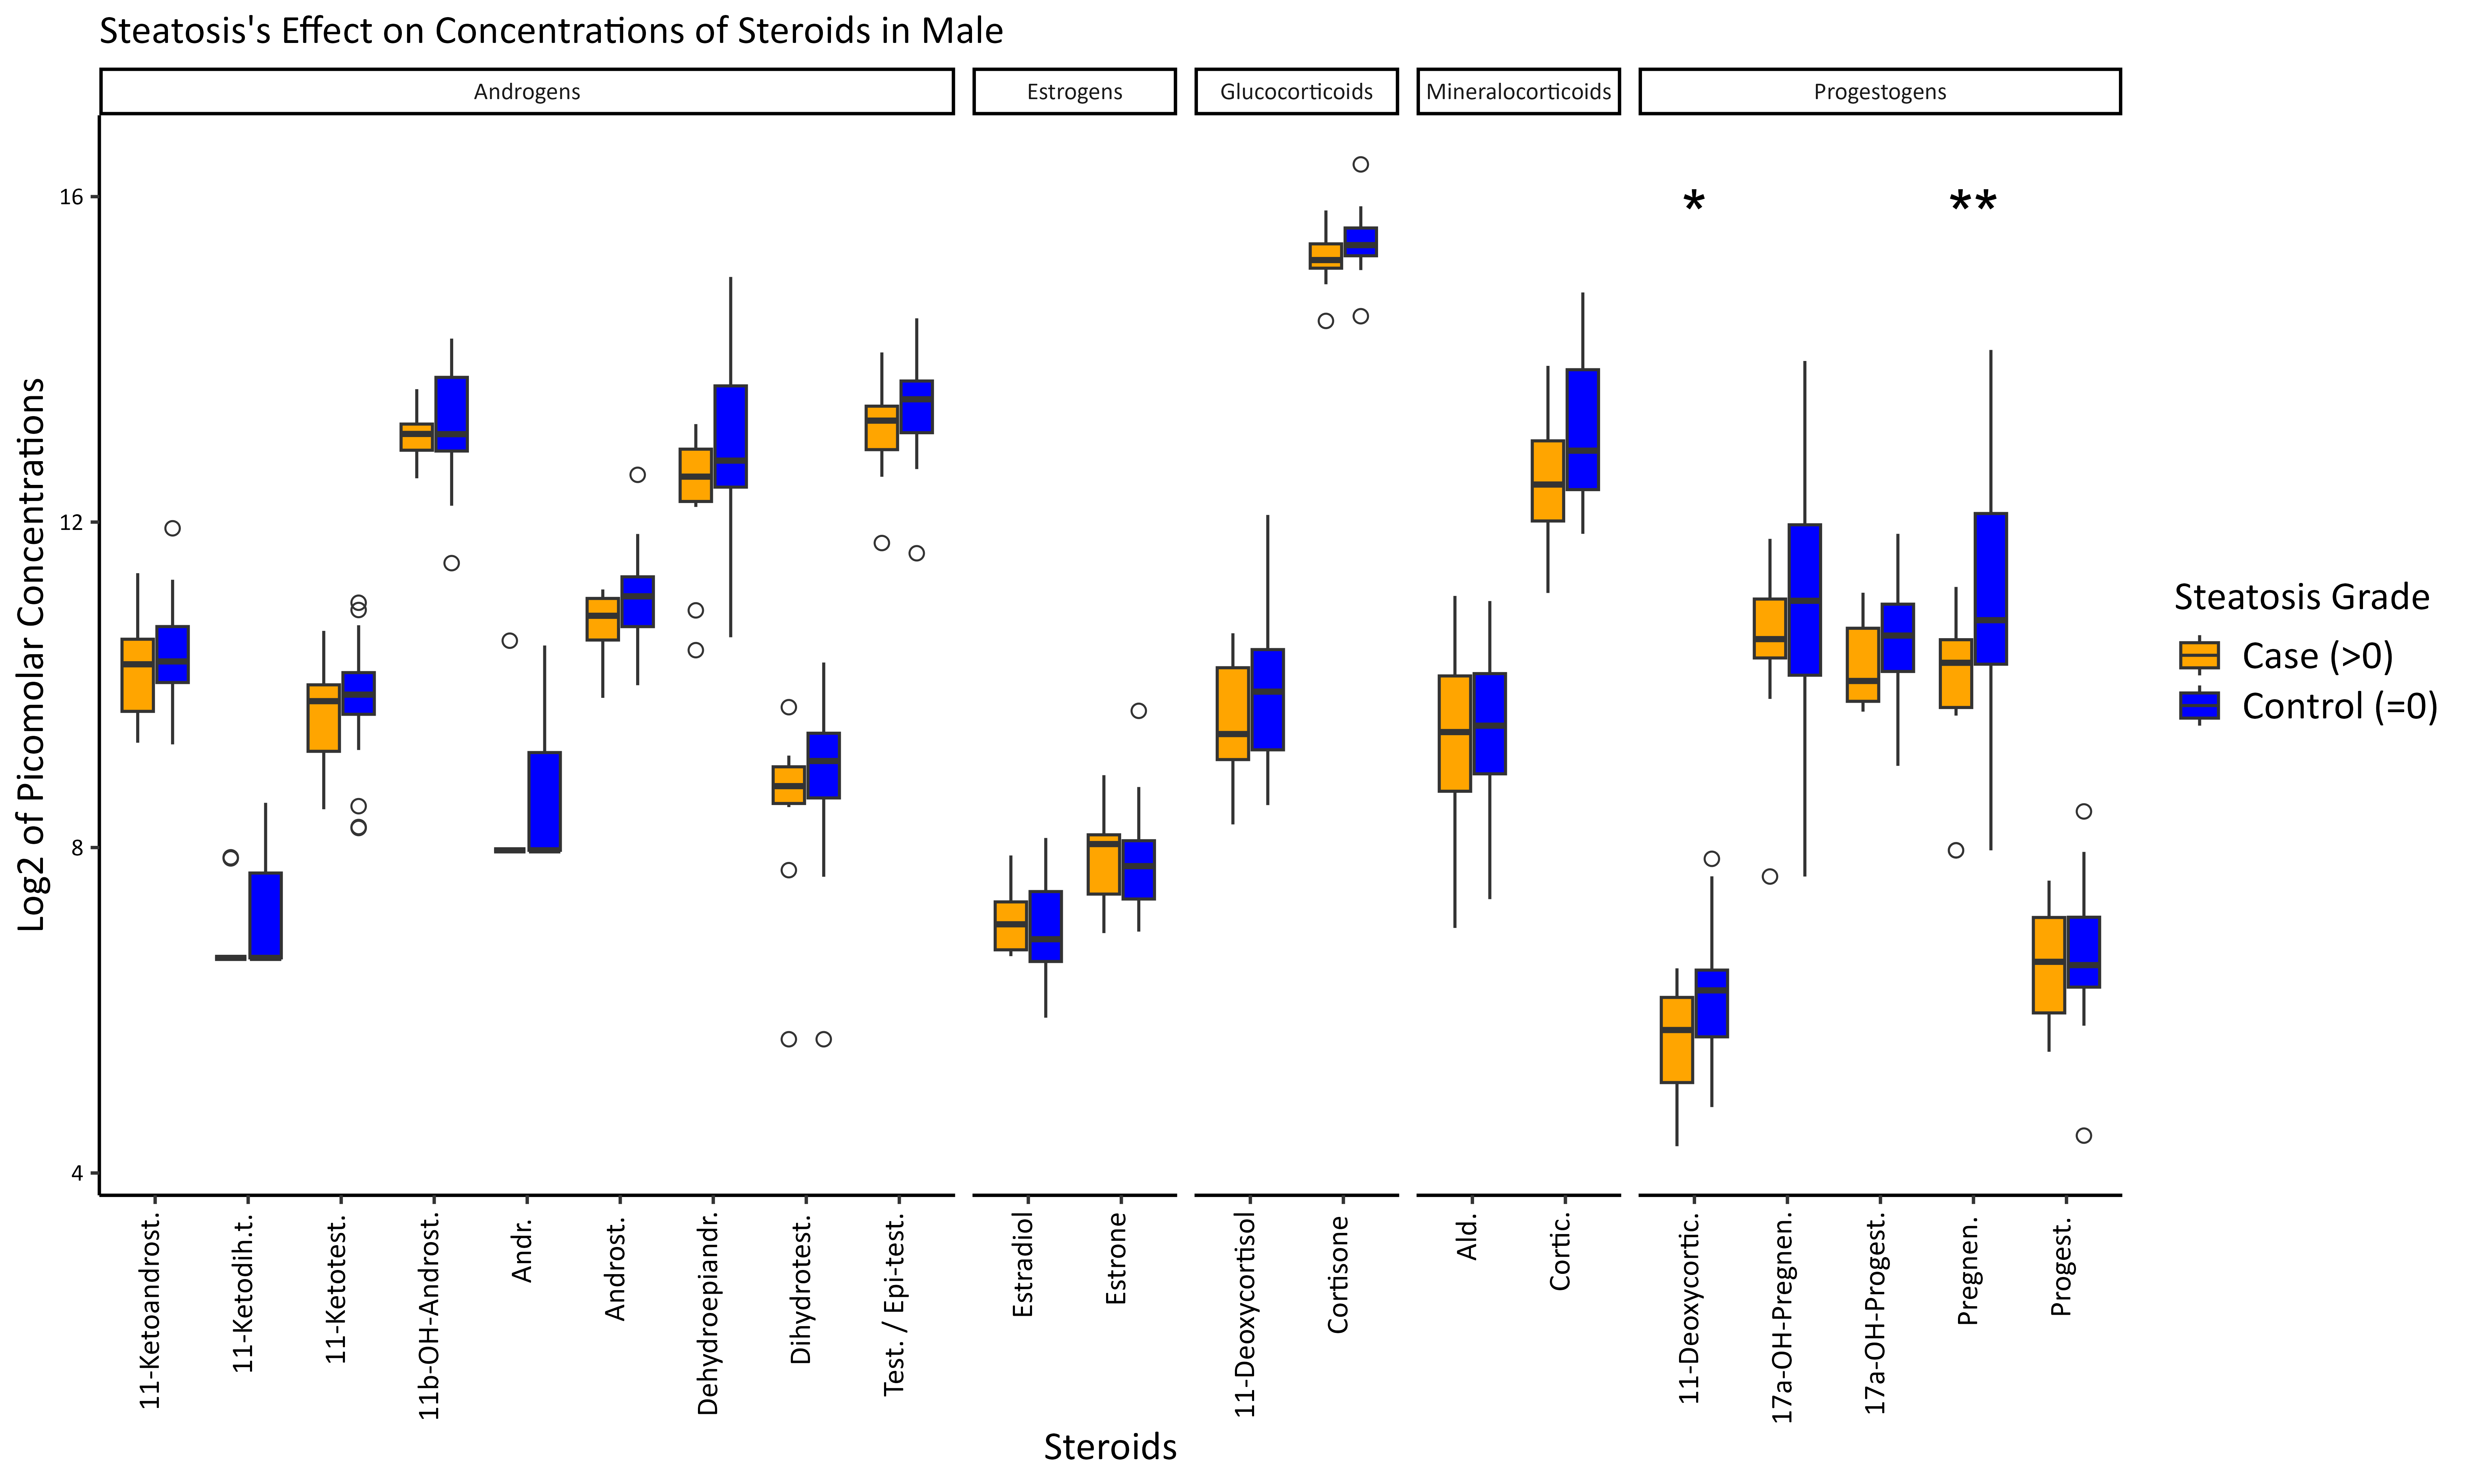 Steatosis's Effect on Concentrations of Steroids in Male
Androgens
Estrogens
Glucocorticoids
Mineralocorticoids
Progestogens
Log2 of Picomolar Concentrations
16
12
8
4
*
**
11-Ketoandrost.
11-Ketodih.t.
11-Ketotest.
11b-OH-Androst.
Andr.
Androst.
Dehydroepiandr.
Dihydrotest.
Test. / Epi-test.
Estradiol
Estrone
11-Deoxycortisol
Cortisone
Ald.
Cortic.
11-Deoxycortic.
17a-OH-Pregnen.
17a-OH-Progest.
Pregnen.
Progest.
Steroids
Steatosis Grade
Case (>0)
Control (=0)